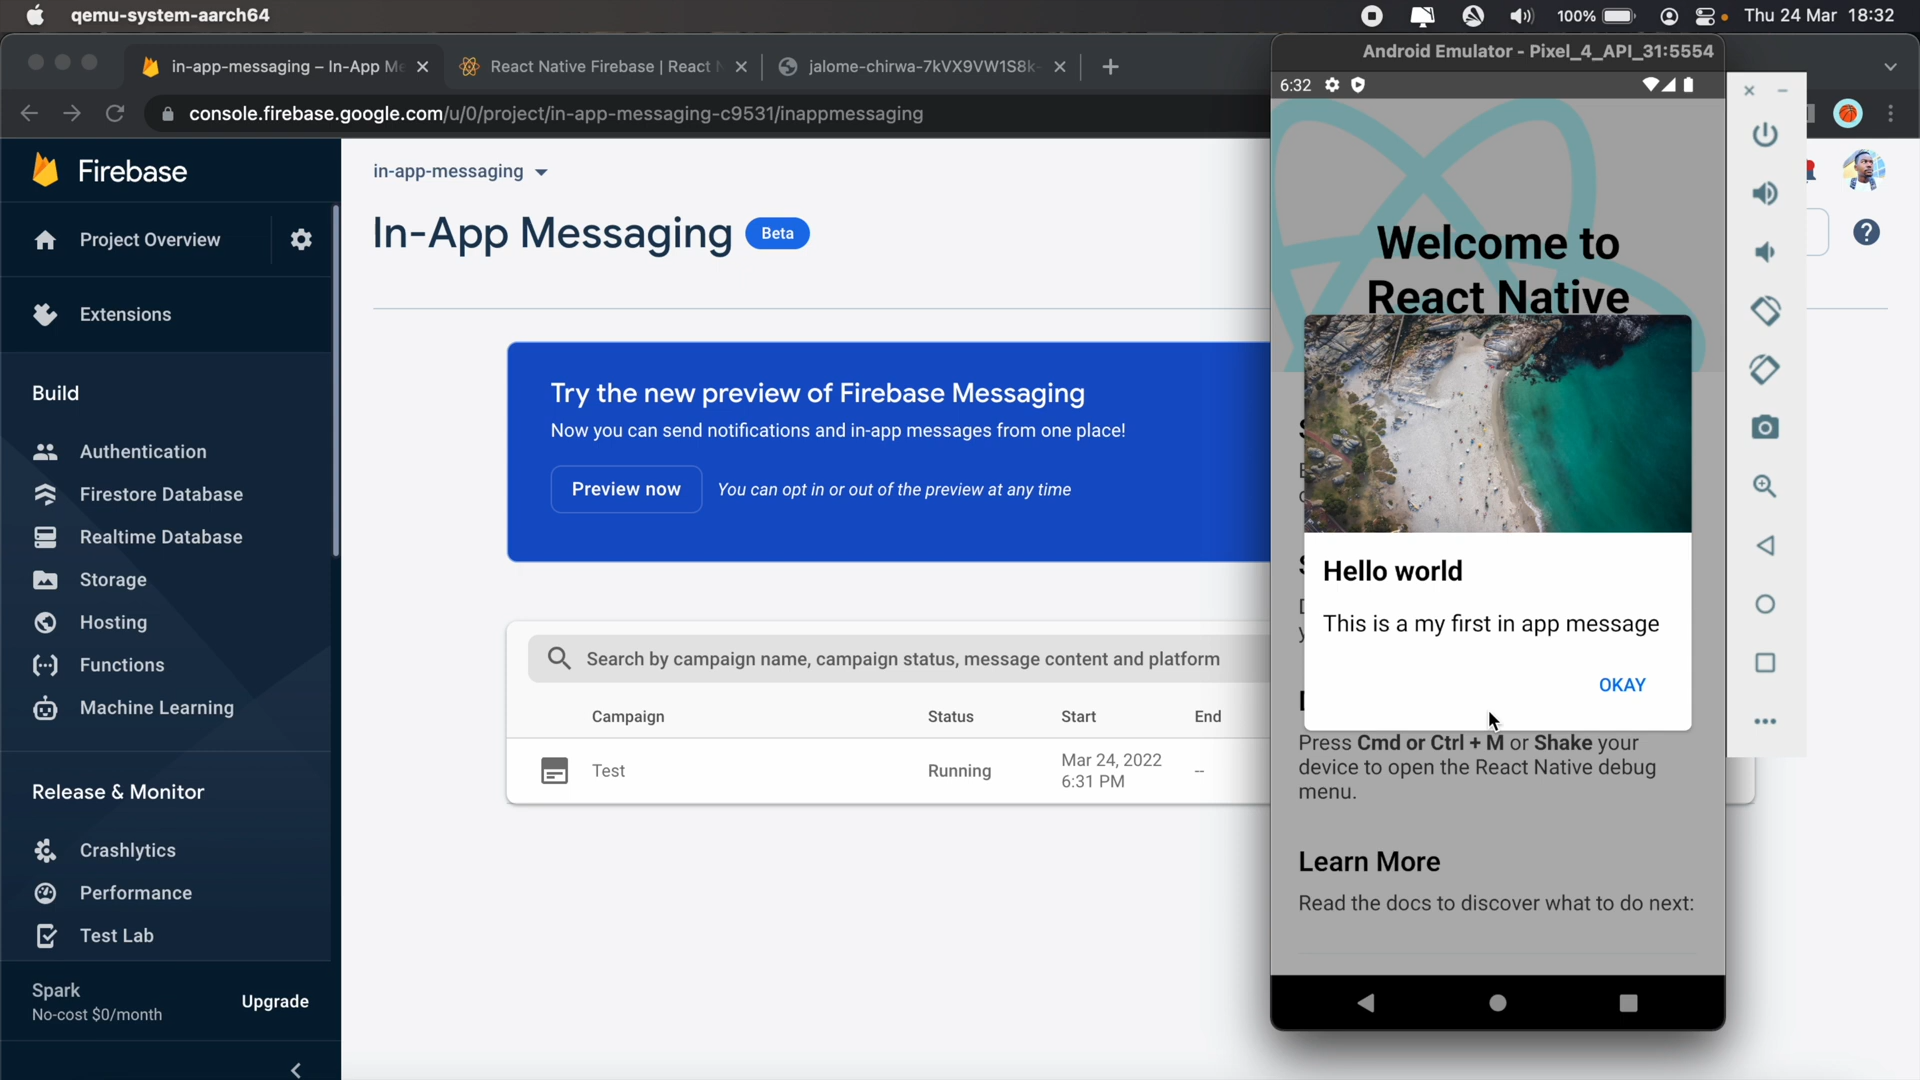 qemu-system-aarch64
100%
Thu 24 Mar 18:32
in-app-messaging – In-App Me
React Native Firebase | React N
jalome-chirwa-7kVX9VW1S8k-
console.firebase.google.com/u/0/project/in-app-messaging-c9531/inappmessaging
Firebase
Project Overview
Extensions
Build
Authentication
Firestore Database
Realtime Database
Storage
Hosting
Functions
Machine Learning
Release & Monitor
Crashlytics
Performance
Test Lab
Spark
No-cost $0/month
Upgrade
in-app-messaging
In-App Messaging
Beta
Try the new preview of Firebase Messaging
Now you can send notifications and in-app messages from one place!
Preview now
You can opt in or out of the preview at any time
Search by campaign name, campaign status, message content and platform
Campaign Status Start End
Test Running Mar 24, 2022 --
6:31 PM
Android Emulator - Pixel_4_API_31:5554
6:32
Welcome to
React Native
Hello world
This is a my first in app message
OKAY
Press Cmd or Ctrl + M or Shake your
device to open the React Native debug
menu.
Learn More
Read the docs to discover what to do next: